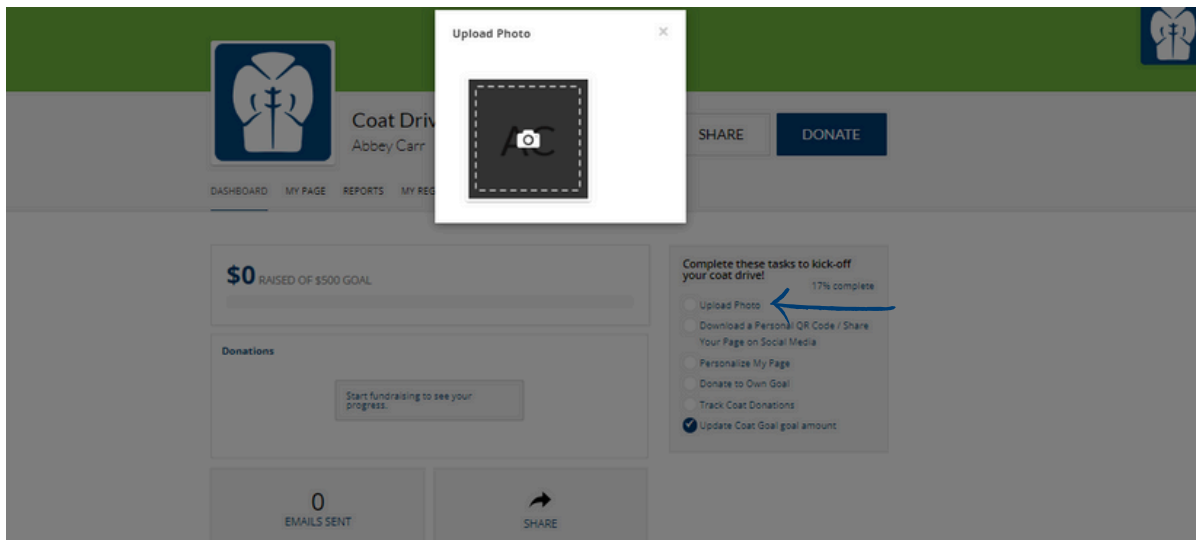 Upload Photo
×
AC
Coat Driv
Abbey Carr
SHARE
DONATE
DASHBOARD
MY PAGE
REPORTS
MY REG
$0 RAISED OF $500 GOAL
Donations
Start fundraising to see your
progress.
0
EMAILS SENT
SHARE
Complete these tasks to kick-off
your coat drive!
17% complete
Upload Photo
Download a Personal QR Code / Share
Your Page on Social Media
Personalize My Page
Donate to Own Goal
Track Coat Donations
Update Coat Goal goal amount